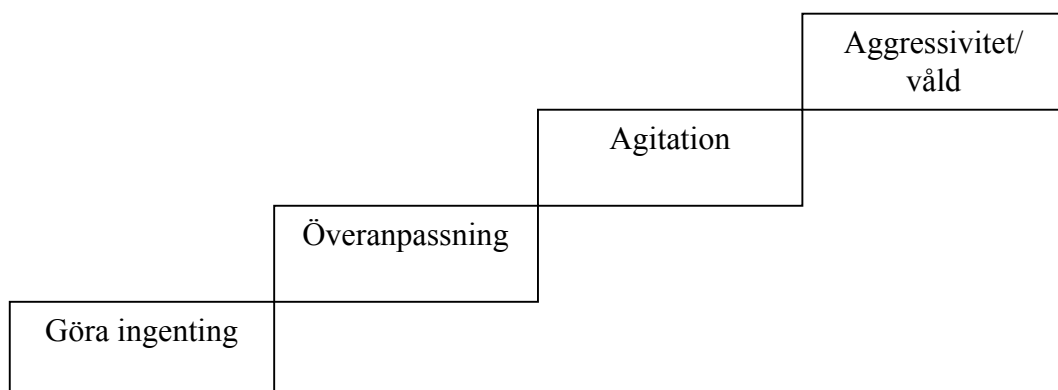 Aggressivitet/
våld
Agitation
Överanpassning
Göra ingenting